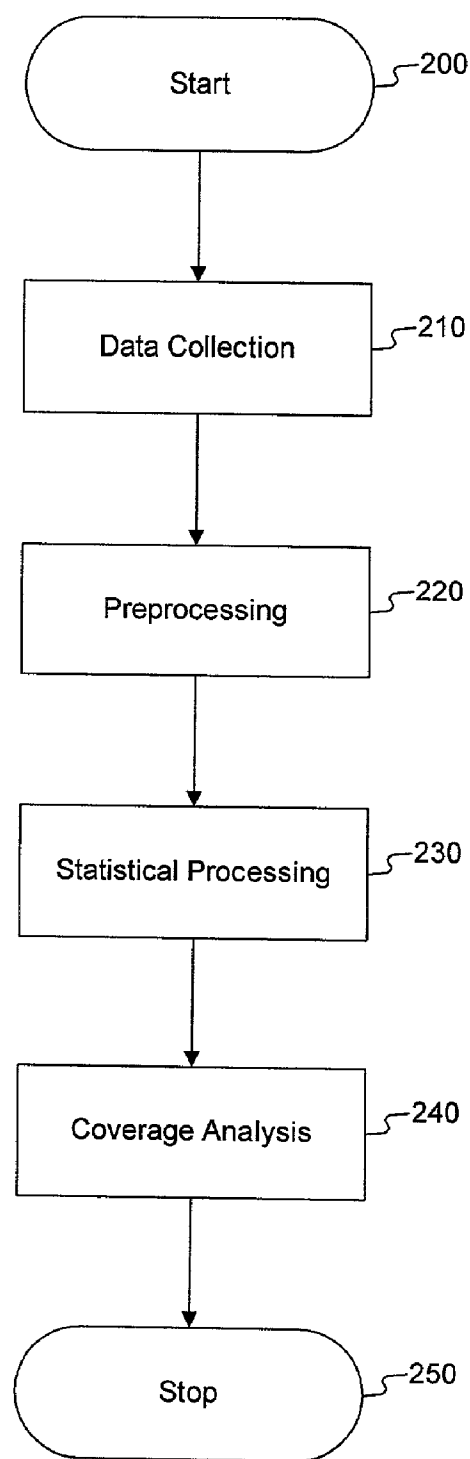 Start
200
Data Collection
210
Preprocessing
220
Statistical Processing
230
Coverage Analysis
240
Stop
250